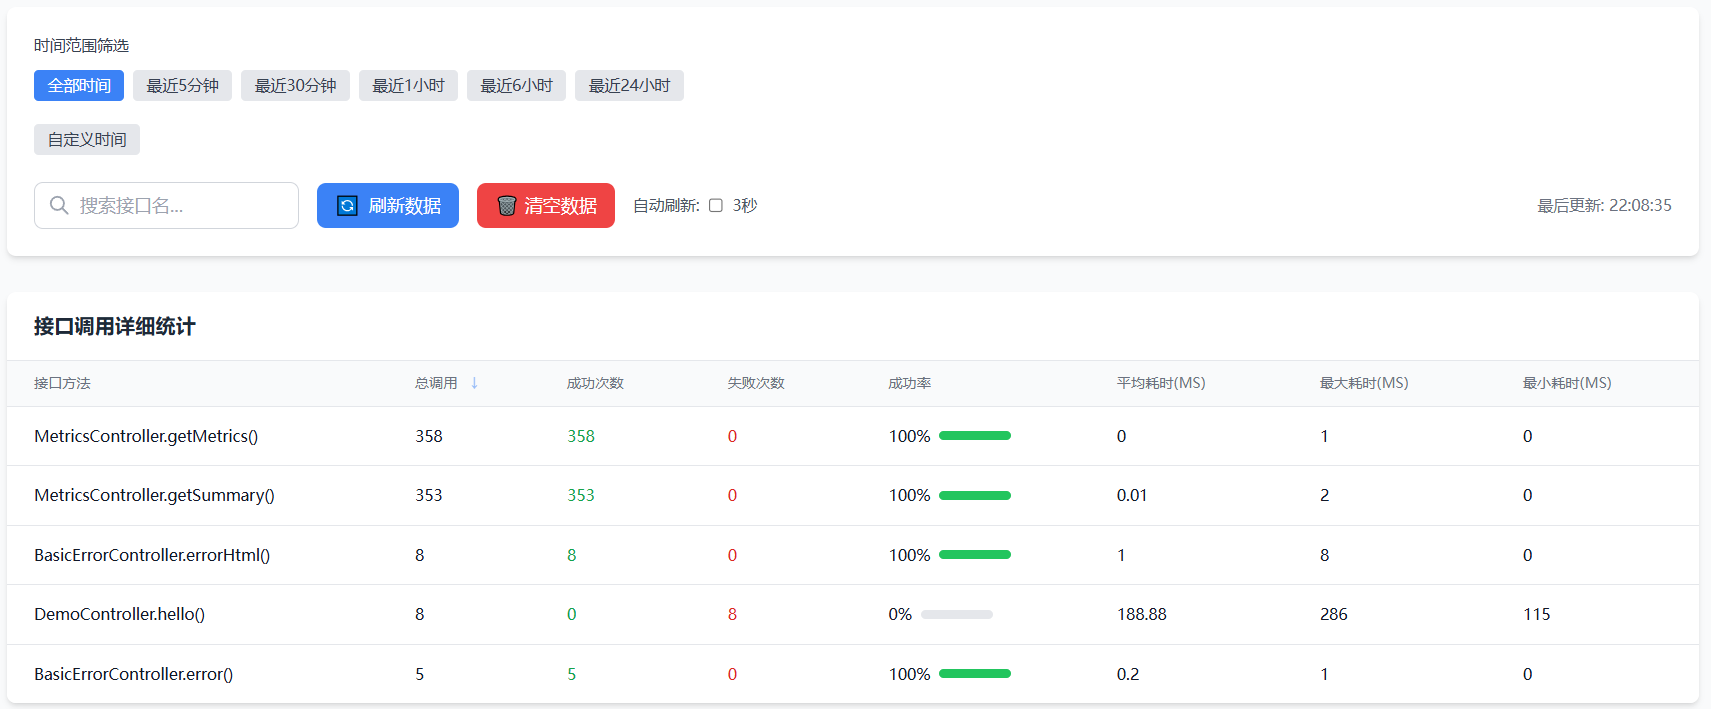 时间范围筛选
全部时间 最近5分钟 最近30分钟 最近1小时 最近6小时 最近24小时
自定义时间
搜索接口名... 刷新数据 清空数据 自动刷新: 3秒 最后更新: 22:08:35
接口调用详细统计
接口方法 总调用 ↓ 成功次数 失败次数 成功率 平均耗时(MS) 最大耗时(MS) 最小耗时(MS)
MetricsController.getMetrics() 358 358 0 100% 0 1 0
MetricsController.getSummary() 353 353 0 100% 0.01 2 0
BasicErrorController.errorHtml() 8 8 0 100% 1 8 0
DemoController.hello() 8 0 8 0% 188.88 286 115
BasicErrorController.error() 5 5 0 100% 0.2 1 0